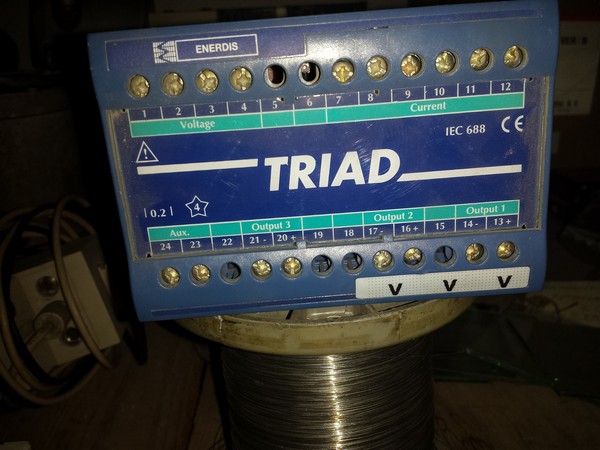 ENERDIS
1 2 3 4 5 6 7 8 9 10 11 12
Voltage Current
IEC 688 CE
TRIAD
0.2 4
Aux. Output 3 Output 2 Output 1
24 23 22 21 - 20 + 19 18 17 - 16 + 15 14 - 13 +
V V V